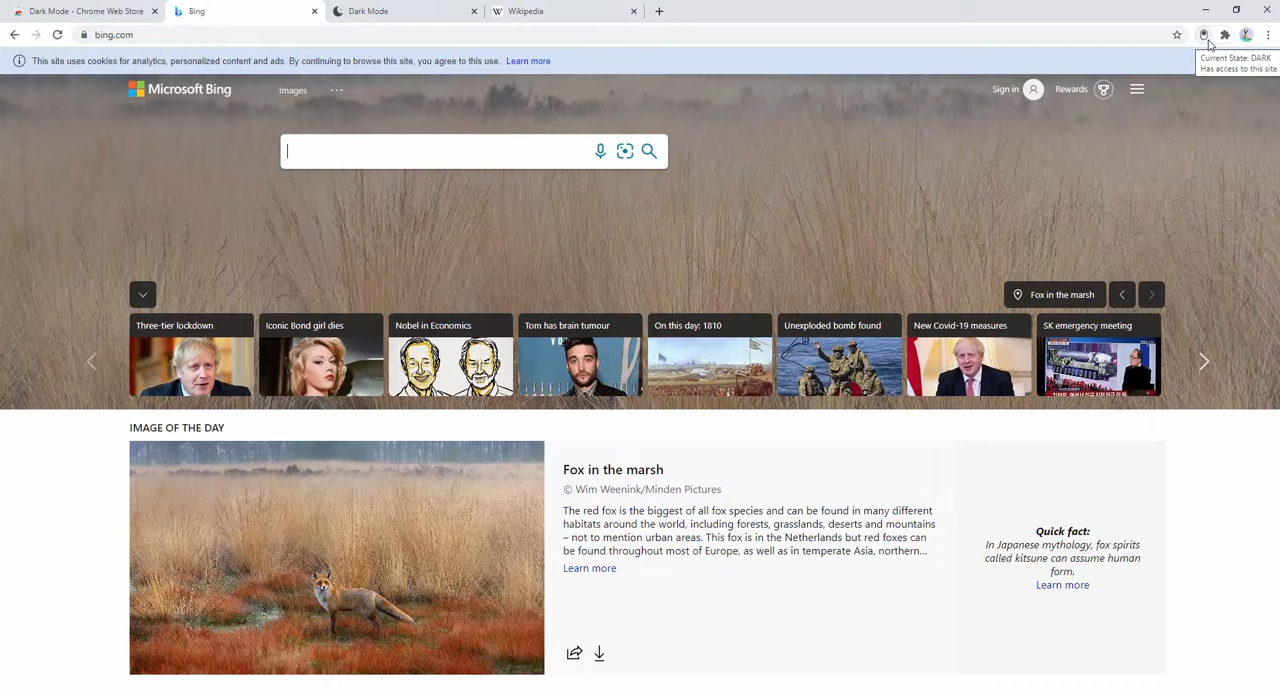 Dark Mode - Chrome Web Store
Bing
Dark Mode
Wikipedia
bing.com
Current State: DARK
Has access to this site
This site uses cookies for analytics, personalized content and ads. By continuing to browse this site, you agree to this use. Learn more
Microsoft Bing
Images
Sign in
Rewards
Fox in the marsh
Three-tier lockdown
Iconic Bond girl dies
Nobel in Economics
Tom has brain tumour
On this day: 1810
Unexploded bomb found
New Covid-19 measures
SK emergency meeting
IMAGE OF THE DAY
Fox in the marsh
© Wim Weenink/Minden Pictures
The red fox is the biggest of all fox species and can be found in many different
habitats around the world, including forests, grasslands, deserts and mountains
– not to mention urban areas. This fox is in the Netherlands but red foxes can
be found throughout most of Europe, as well as in temperate Asia, northern...
Learn more
Quick fact:
In Japanese mythology, fox spirits
called kitsune can assume human
form.
Learn more